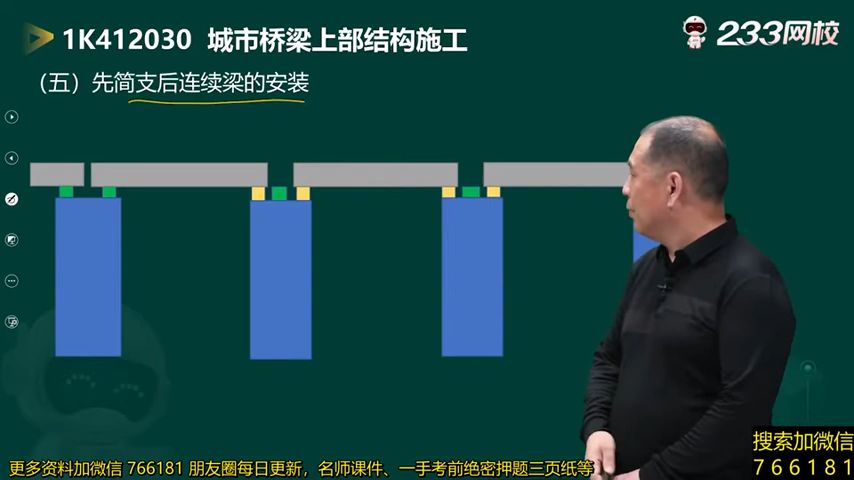 1K412030 城市桥梁上部结构施工
233网校
（五）先简支后连续梁的安装
搜索加微信
766181
更多资料加微信 766181 朋友圈每日更新，名师课件、一手考前绝密押题三页纸等